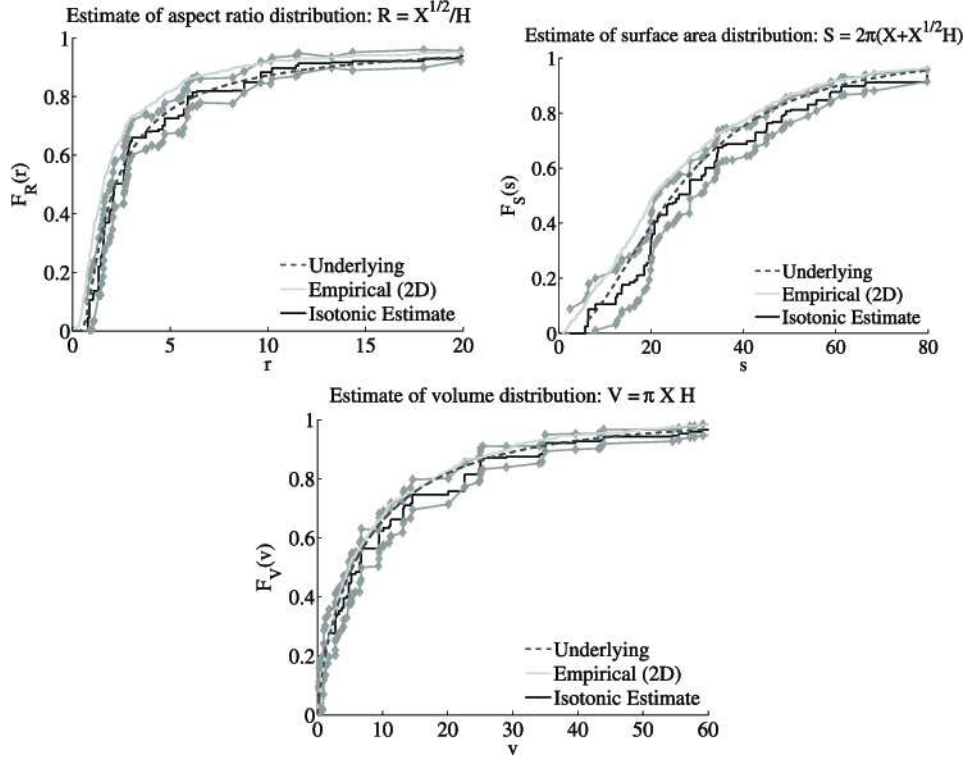 Estimate of aspect ratio distribution: R = X^{1/2}/H
F_R(r)
1
0.8
0.6
0.4
0.2
0
Underlying
Empirical (2D)
Isotonic Estimate
0 5 10 15 20
r
Estimate of surface area distribution: S = 2π(X+X^{1/2}H)
F_S(s)
1
0.8
0.6
0.4
0.2
0
Underlying
Empirical (2D)
Isotonic Estimate
0 20 40 60 80
s
Estimate of volume distribution: V = π X H
F_V(v)
1
0.8
0.6
0.4
0.2
0
Underlying
Empirical (2D)
Isotonic Estimate
0 10 20 30 40 50 60
v